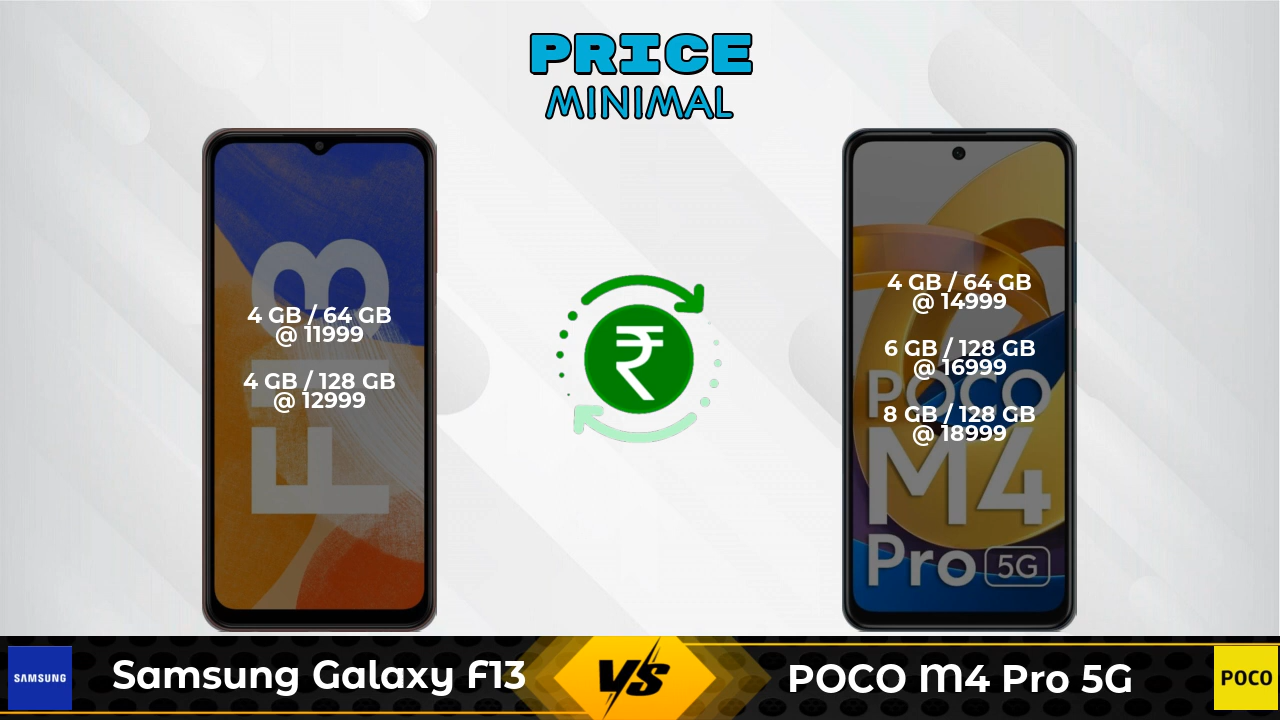 PRICE
MINIMAL
F13
4 GB / 64 GB
@ 11999
4 GB / 128 GB
@ 12999
4 GB / 64 GB
@ 14999
6 GB / 128 GB
@ 16999
8 GB / 128 GB
@ 18999
POCO
M4
Pro 5G
SAMSUNG
Samsung Galaxy F13
VS
POCO M4 Pro 5G
POCO